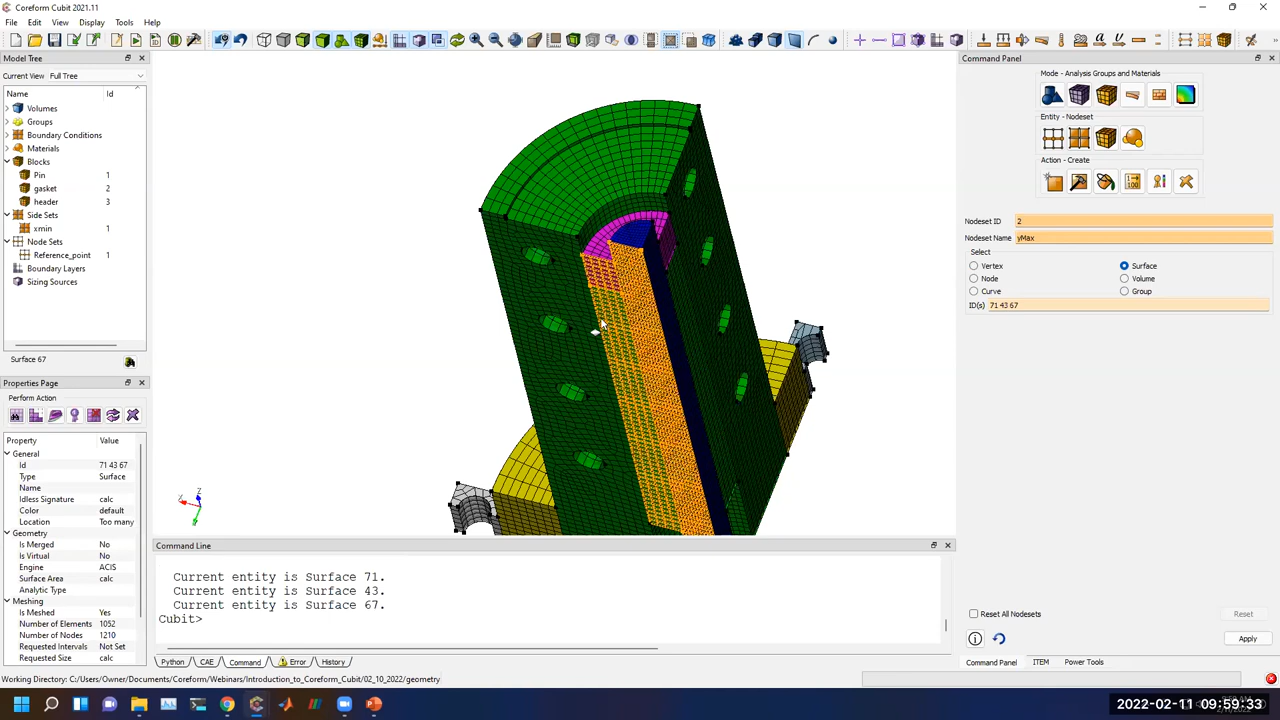 Coreform Cubit 2021.11
File Edit View Display Tools Help
Model Tree
Current View Full Tree
Name Id
Volumes
Groups
Boundary Conditions
Materials
Blocks
Pin 1
gasket 2
header 3
Side Sets
xmin 1
Node Sets
Reference_point 1
Boundary Layers
Sizing Sources
Surface 67
Properties Page
Perform Action
Property Value
General
Id 71 43 67
Type Surface
Name
Idless Signature calc
Color default
Location Too many
Geometry
Is Merged No
Is Virtual No
Engine ACIS
Surface Area calc
Analytic Type
Meshing
Is Meshed Yes
Number of Elements 1052
Number of Nodes 1210
Requested Intervals Not Set
Requested Size calc
Z
Command Line
Current entity is Surface 71.
Current entity is Surface 43.
Current entity is Surface 67.
Cubit>
Python CAE Command Error History
Working Directory: C:/Users/Owner/Documents/Coreform/Webinars/Introduction_to_Coreform_Cubit/02_10_2022/geometry
Command Panel
Mode - Analysis Groups and Materials
Entity - Nodeset
Action - Create
Nodeset ID 2
Nodeset Name yMax
Select
Vertex Surface
Node Volume
Curve Group
ID(s) 71 43 67
Reset All Nodesets Reset
Apply
Command Panel ITEM Power Tools
2022-02-11 09:59:33